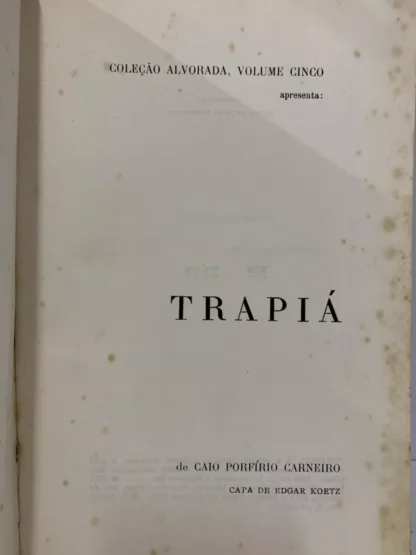 COLEÇÃO ALVORADA, VOLUME CINCO
apresenta:
TRAPIÁ
de CAIO PORFÍRIO CARNEIRO
CAPA DE EDGAR KOETZ